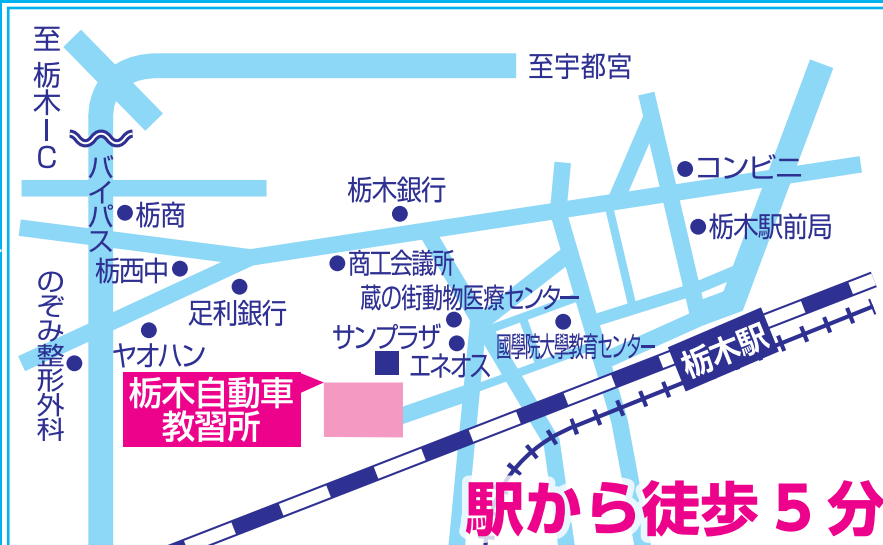 至 栃木IC
至宇都宮
バイパス
コンビニ
栃木銀行
栃商
栃木駅前局
商工会議所
栃西中
のぞみ整形外科
足利銀行
蔵の街動物医療センター
サンプラザ
國學院大學教育センター
ヤオハン
エネオス
栃木駅
栃木自動車
教習所
駅から徒歩5分